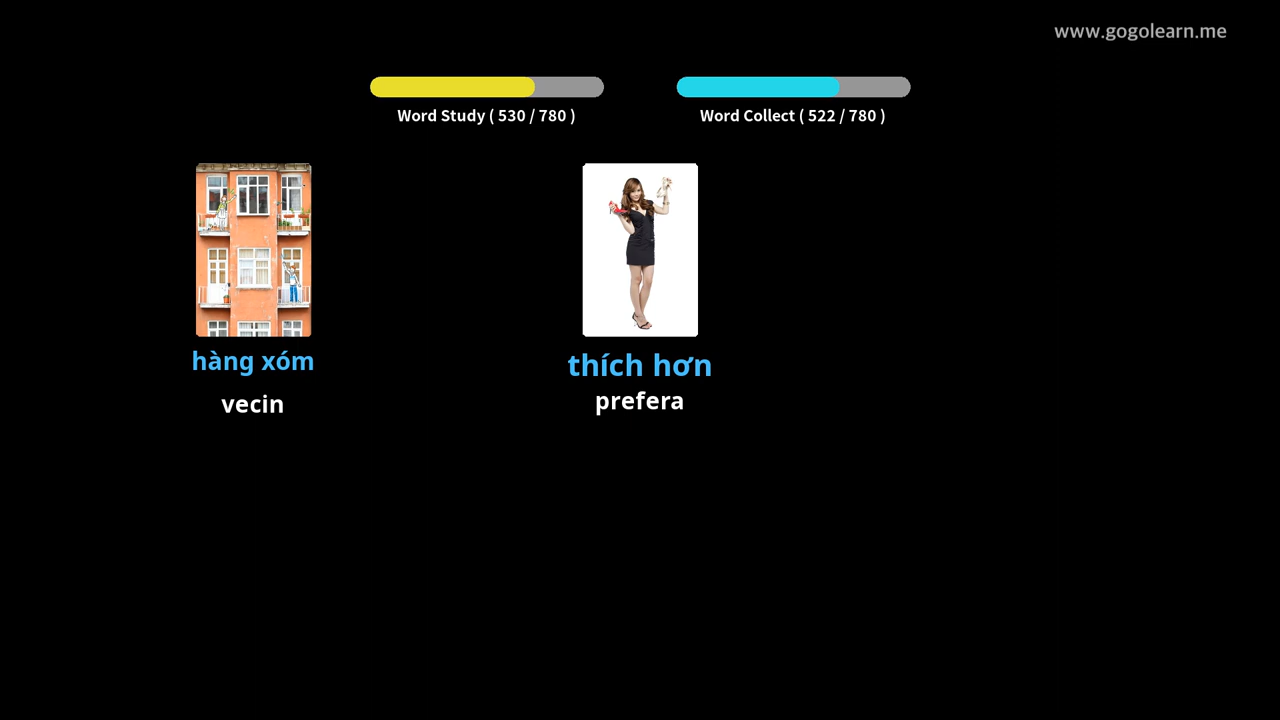 www.gogolearn.me
Word Study ( 530 / 780 )
Word Collect ( 522 / 780 )
hàng xóm
vecin
thích hơn
prefera